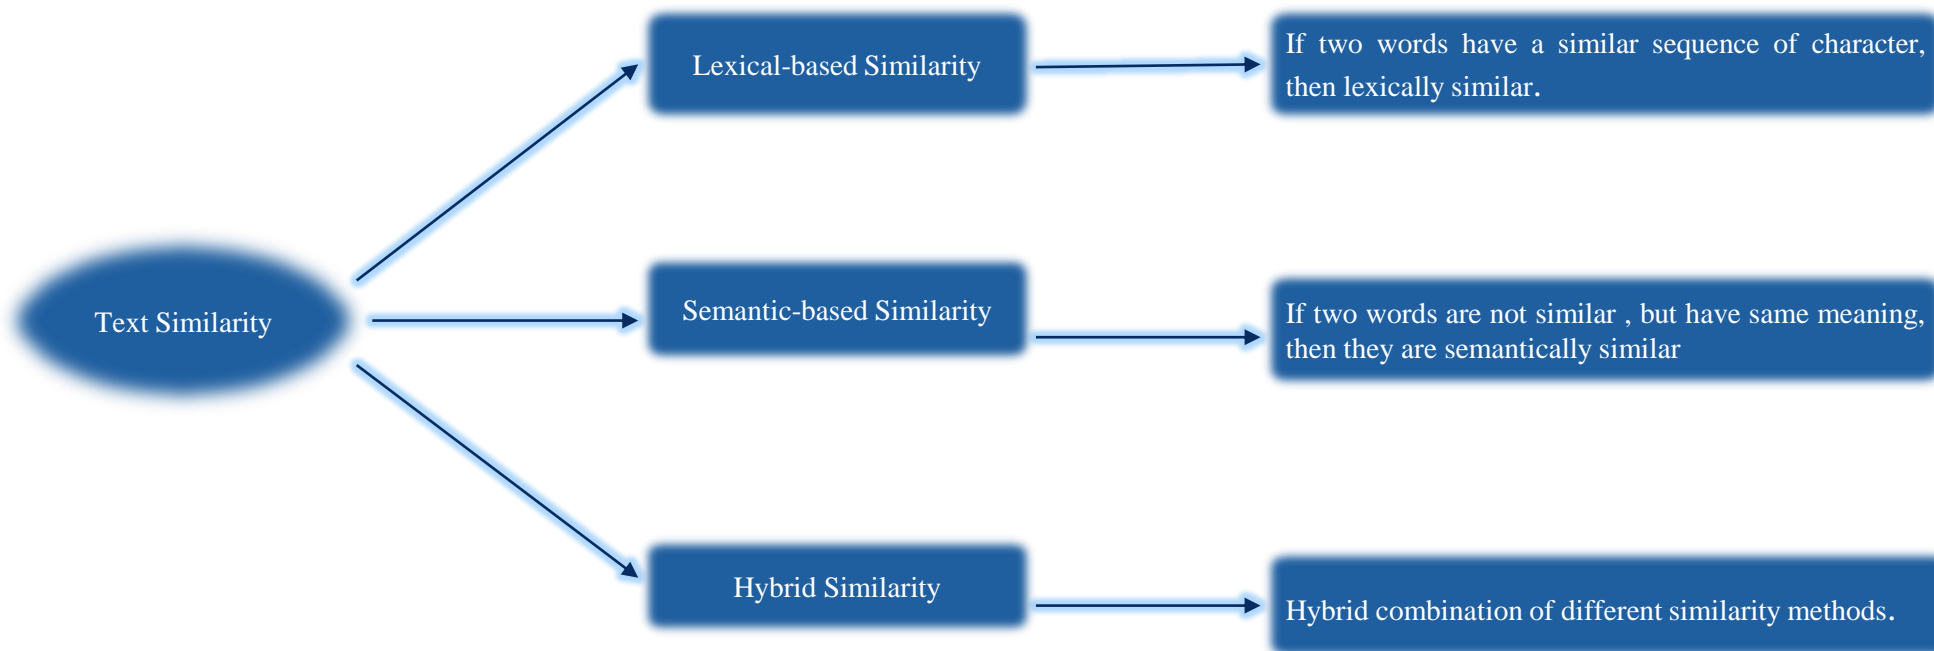 Lexical-based Similarity
If two words have a similar sequence of character,
then lexically similar.
Text Similarity
Semantic-based Similarity
If two words are not similar , but have same meaning,
then they are semantically similar
Hybrid Similarity
Hybrid combination of different similarity methods.